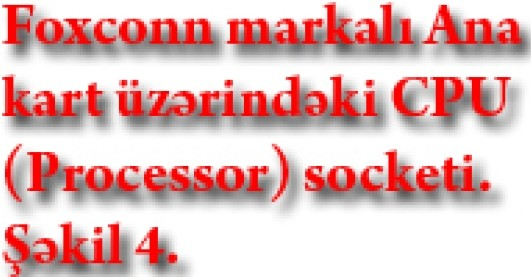 Foxconn markalı Ana
kart üzərindəki CPU
(Processor) socketi.
Şəkil 4.